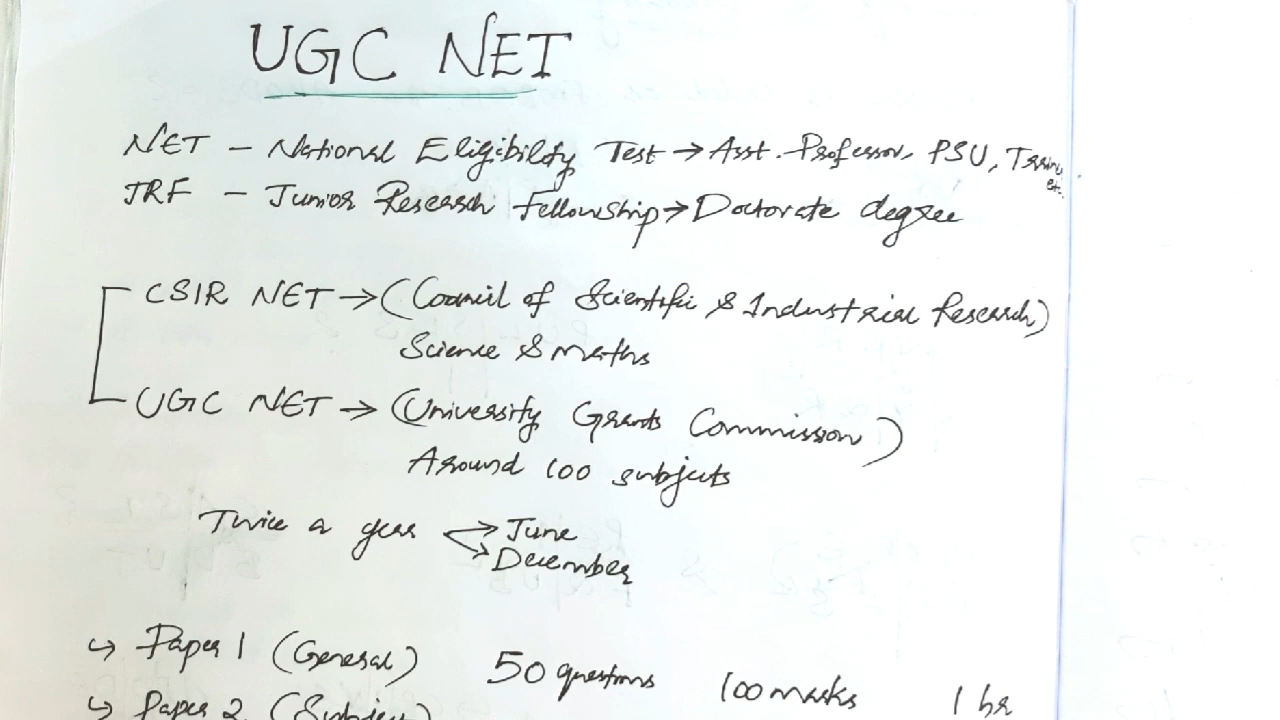 UGC NET
NET – National Eligibility Test → Asst. Professor, PSU,
etc.
JRF – Junior Research Fellowship → Doctorate degree
CSIR NET → (Council of Scientific & Industrial Research)
Science & maths
UGC NET → (University Grants Commission)
Around 100 subjects
Twice a year → June
→ December
↪ Paper 1 (General) 50 questions 100 marks 1 hr
↪ Paper 2 (Subject)